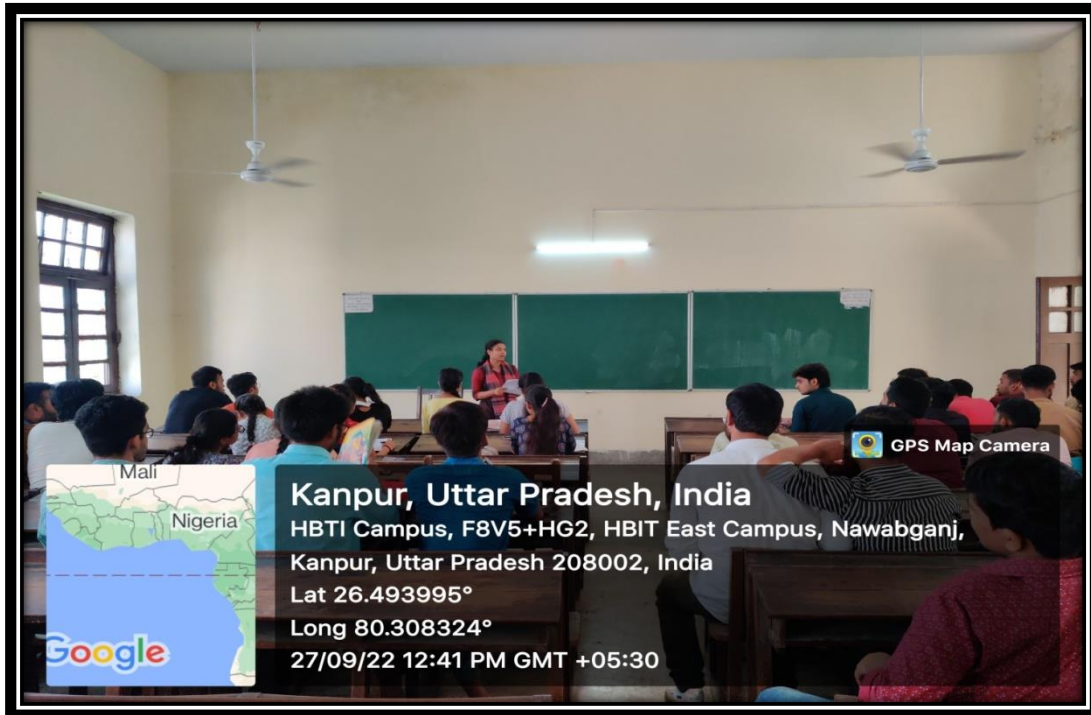 GPS Map Camera
Mali
Nigeria
Google
Kanpur, Uttar Pradesh, India
HBTI Campus, F8V5+HG2, HBIT East Campus, Nawabganj,
Kanpur, Uttar Pradesh 208002, India
Lat 26.493995°
Long 80.308324°
27/09/22 12:41 PM GMT +05:30